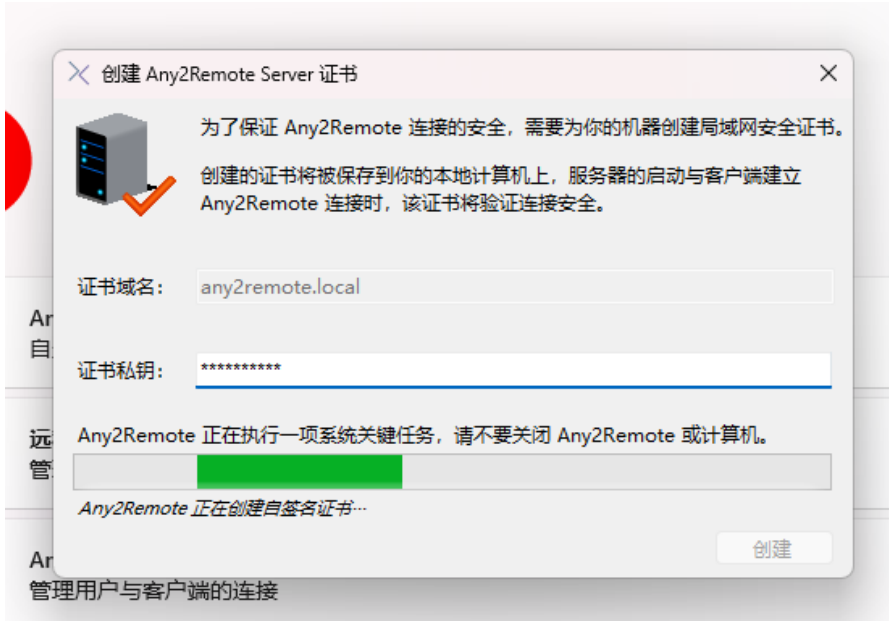 创建 Any2Remote Server 证书
为了保证 Any2Remote 连接的安全，需要为你的机器创建局域网安全证书。
创建的证书将被保存到你的本地计算机上，服务器的启动与客户端建立
Any2Remote 连接时，该证书将验证连接安全。
证书域名：
any2remote.local
Ar
自
证书私钥：
**********
远
管
Any2Remote 正在执行一项系统关键任务，请不要关闭 Any2Remote 或计算机。
Any2Remote 正在创建自签名证书…
创建
Ar
管理用户与客户端的连接